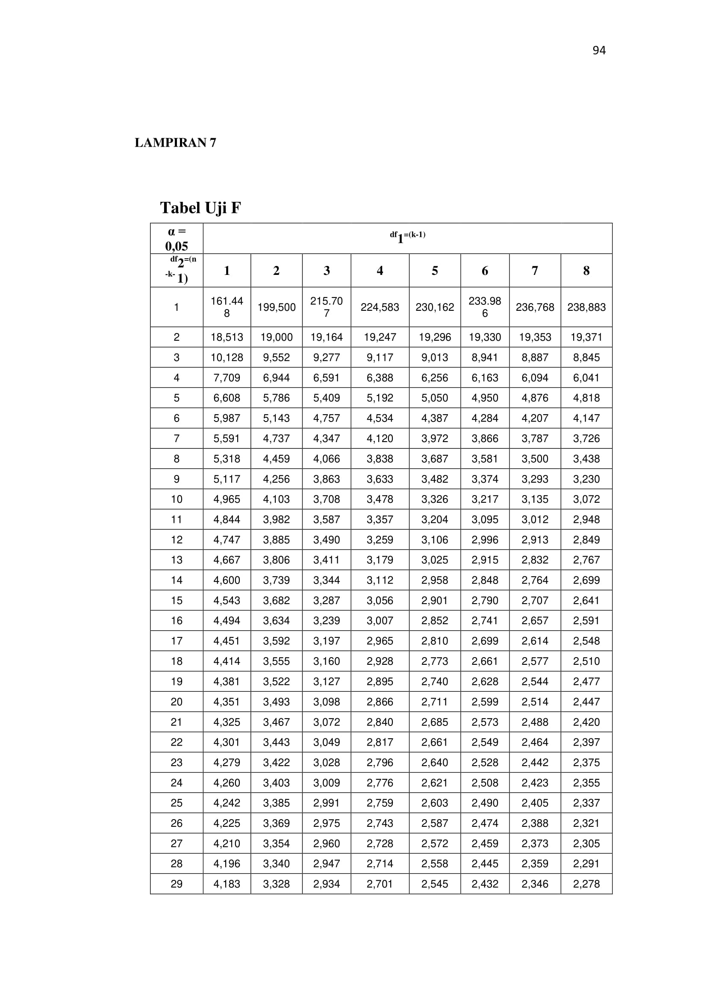 94
LAMPIRAN 7
Tabel Uji F
α =
0,05
df1=(k-1)
df2=(n
-k- 1)
1 2 3 4 5 6 7 8
1 161.44
8 199,500 215.70
7 224,583 230,162 233.98
6 236,768 238,883
2 18,513 19,000 19,164 19,247 19,296 19,330 19,353 19,371
3 10,128 9,552 9,277 9,117 9,013 8,941 8,887 8,845
4 7,709 6,944 6,591 6,388 6,256 6,163 6,094 6,041
5 6,608 5,786 5,409 5,192 5,050 4,950 4,876 4,818
6 5,987 5,143 4,757 4,534 4,387 4,284 4,207 4,147
7 5,591 4,737 4,347 4,120 3,972 3,866 3,787 3,726
8 5,318 4,459 4,066 3,838 3,687 3,581 3,500 3,438
9 5,117 4,256 3,863 3,633 3,482 3,374 3,293 3,230
10 4,965 4,103 3,708 3,478 3,326 3,217 3,135 3,072
11 4,844 3,982 3,587 3,357 3,204 3,095 3,012 2,948
12 4,747 3,885 3,490 3,259 3,106 2,996 2,913 2,849
13 4,667 3,806 3,411 3,179 3,025 2,915 2,832 2,767
14 4,600 3,739 3,344 3,112 2,958 2,848 2,764 2,699
15 4,543 3,682 3,287 3,056 2,901 2,790 2,707 2,641
16 4,494 3,634 3,239 3,007 2,852 2,741 2,657 2,591
17 4,451 3,592 3,197 2,965 2,810 2,699 2,614 2,548
18 4,414 3,555 3,160 2,928 2,773 2,661 2,577 2,510
19 4,381 3,522 3,127 2,895 2,740 2,628 2,544 2,477
20 4,351 3,493 3,098 2,866 2,711 2,599 2,514 2,447
21 4,325 3,467 3,072 2,840 2,685 2,573 2,488 2,420
22 4,301 3,443 3,049 2,817 2,661 2,549 2,464 2,397
23 4,279 3,422 3,028 2,796 2,640 2,528 2,442 2,375
24 4,260 3,403 3,009 2,776 2,621 2,508 2,423 2,355
25 4,242 3,385 2,991 2,759 2,603 2,490 2,405 2,337
26 4,225 3,369 2,975 2,743 2,587 2,474 2,388 2,321
27 4,210 3,354 2,960 2,728 2,572 2,459 2,373 2,305
28 4,196 3,340 2,947 2,714 2,558 2,445 2,359 2,291
29 4,183 3,328 2,934 2,701 2,545 2,432 2,346 2,278